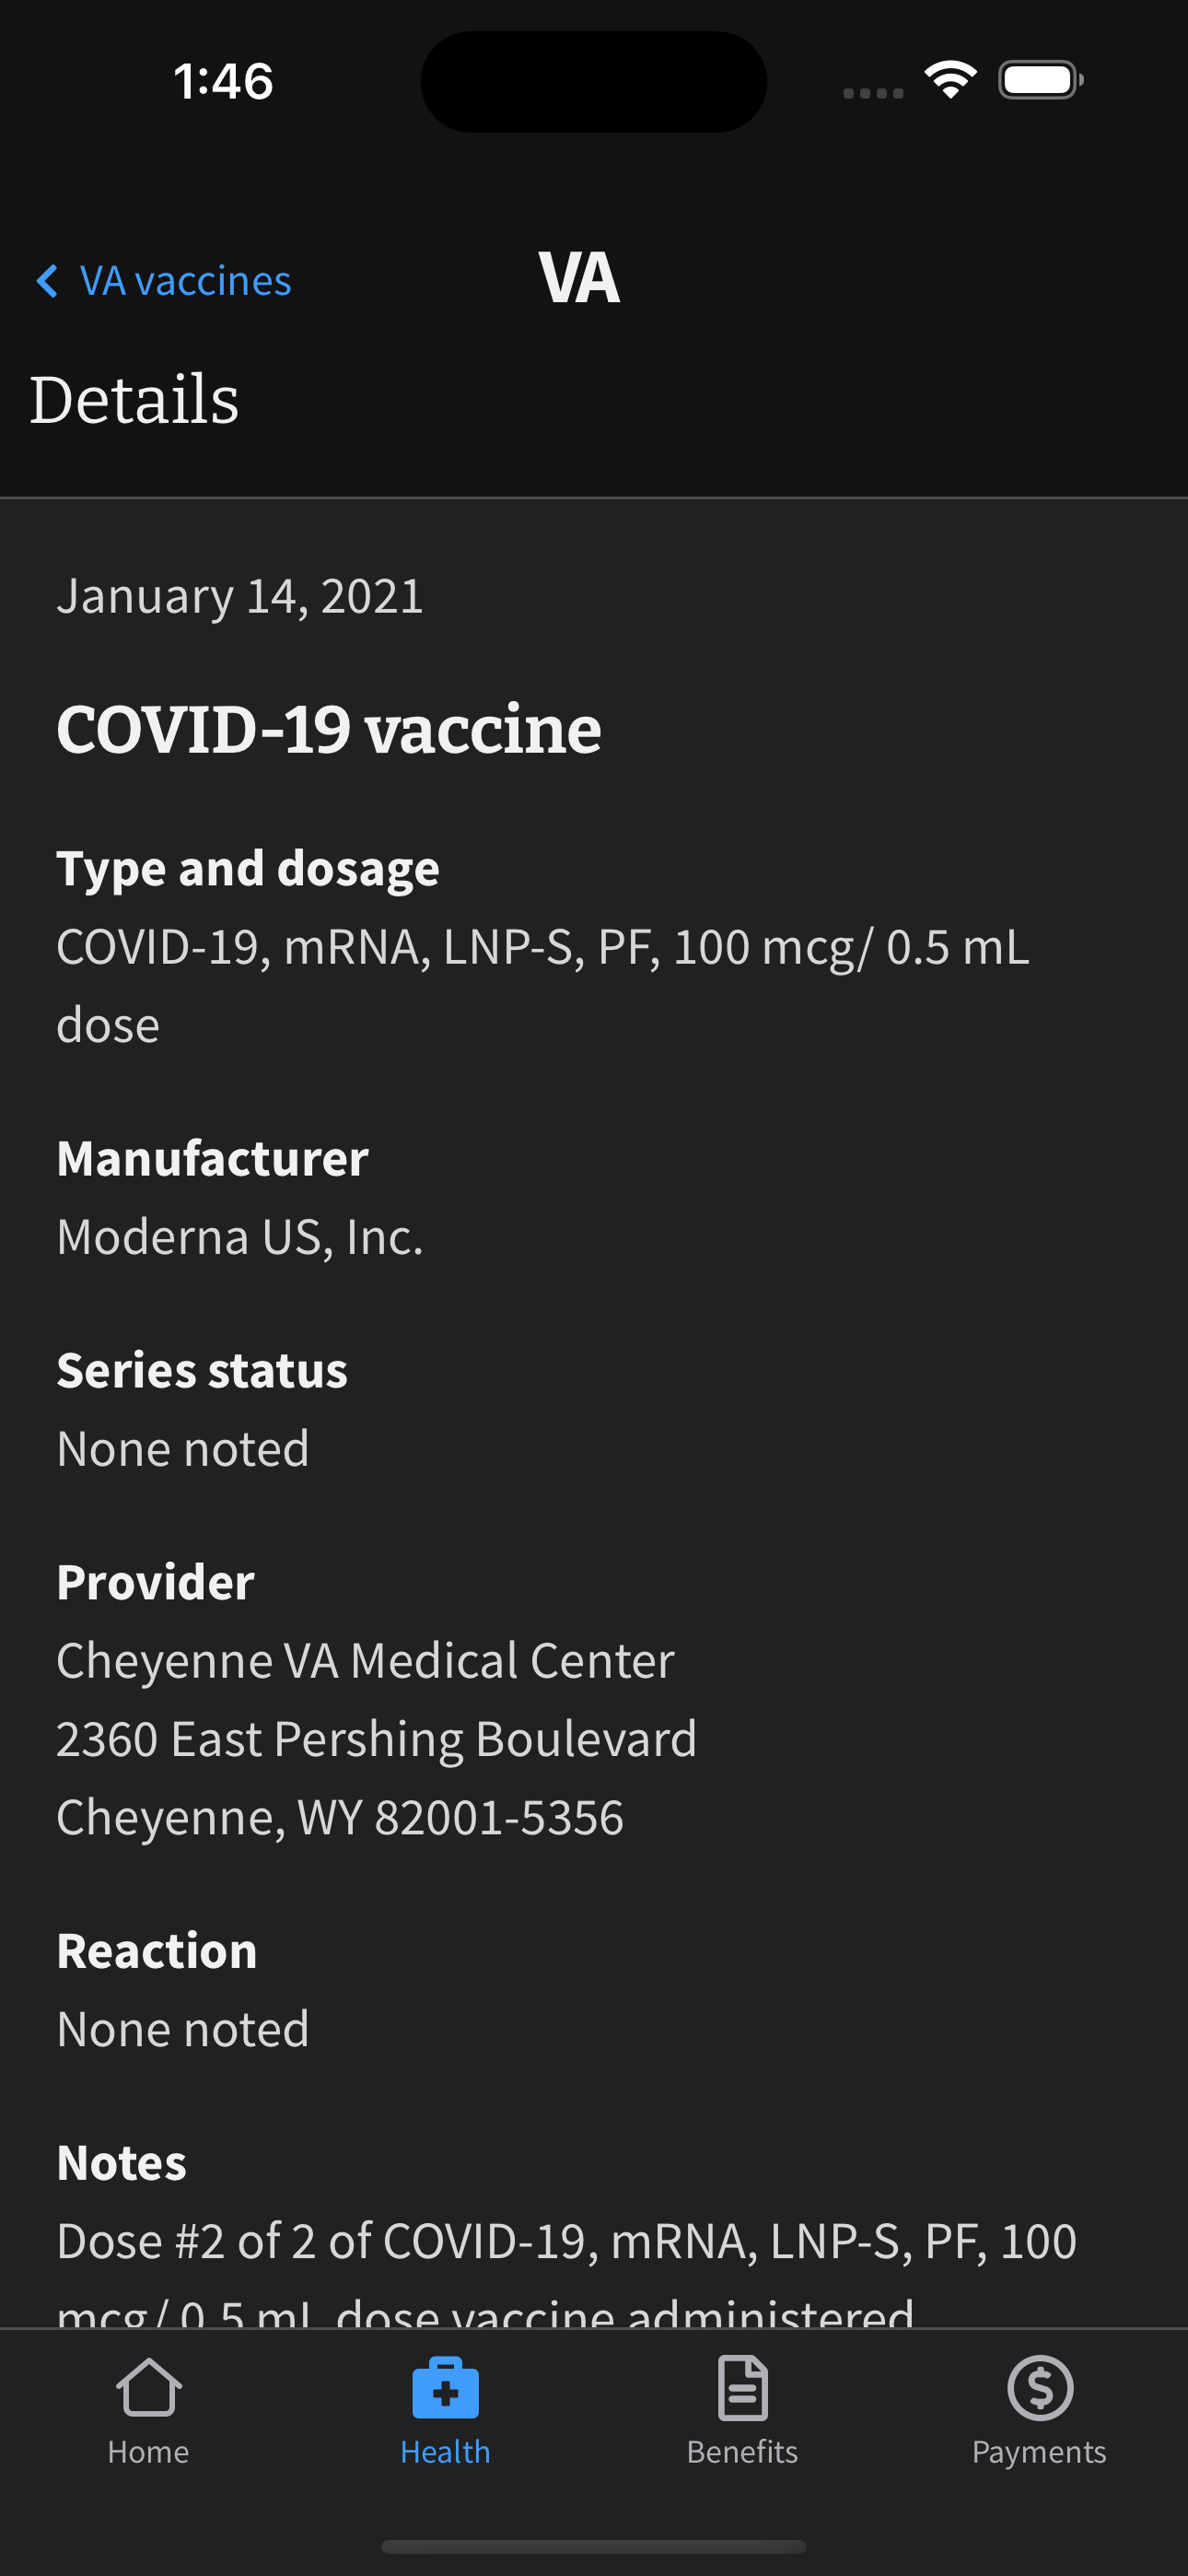 1:46
VA vaccines
VA
Details
January 14, 2021
COVID-19 vaccine
Type and dosage
COVID-19, mRNA, LNP-S, PF, 100 mcg/ 0.5 mL
dose
Manufacturer
Moderna US, Inc.
Series status
None noted
Provider
Cheyenne VA Medical Center
2360 East Pershing Boulevard
Cheyenne, WY 82001-5356
Reaction
None noted
Notes
Dose #2 of 2 of COVID-19, mRNA, LNP-S, PF, 100
mcg/ 0.5 mL dose vaccine administered
Home
Health
Benefits
Payments